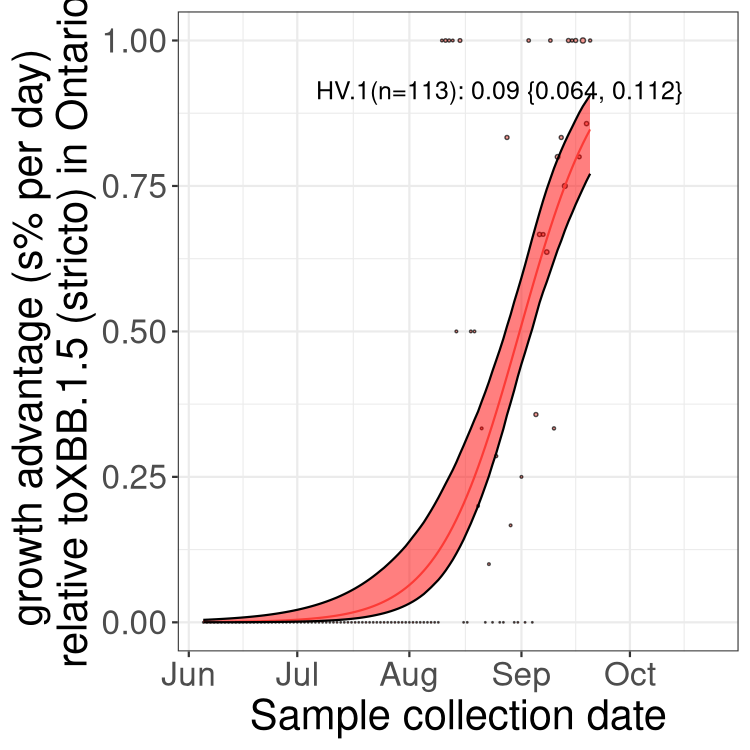 growth advantage (s% per day)
relative toXBB.1.5 (stricto) in Ontario
1.00
0.75
0.50
0.25
0.00
HV.1(n=113): 0.09 {0.064, 0.112}
Jun Jul Aug Sep Oct
Sample collection date